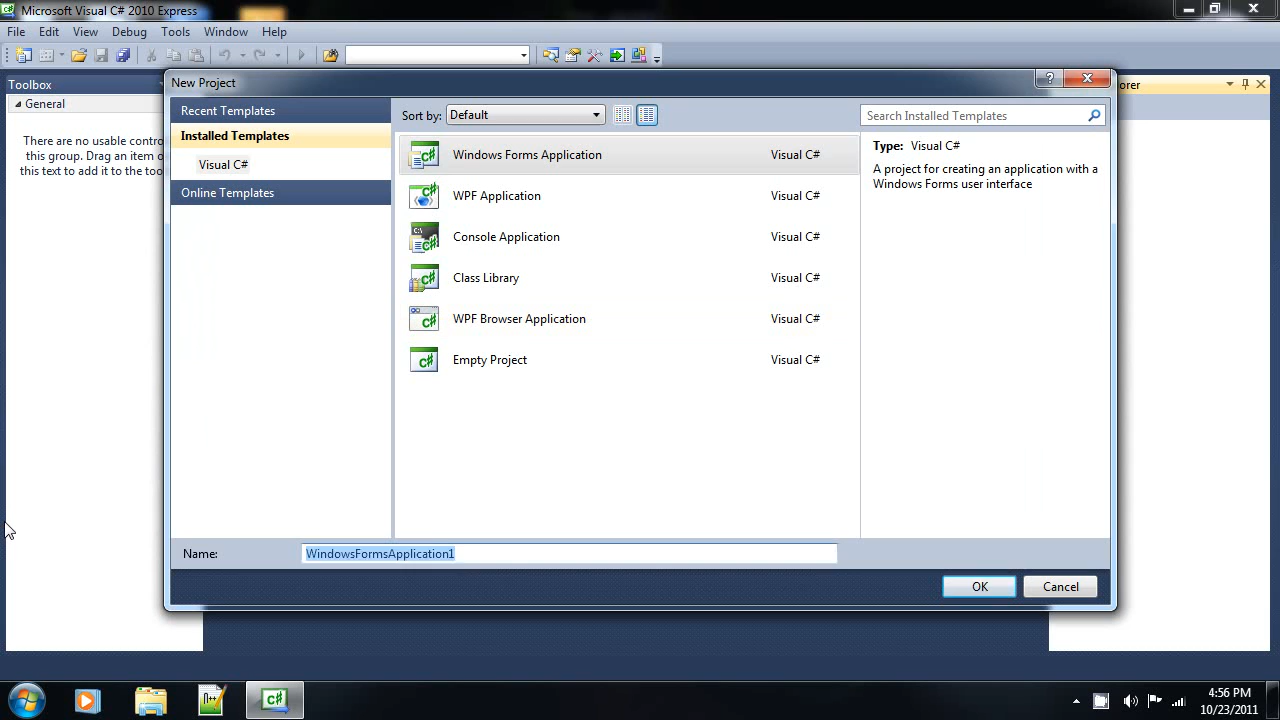 Microsoft Visual C# 2010 Express
File Edit View Debug Tools Window Help
Toolbox
General
There are no usable contro
this group. Drag an item o
this text to add it to the too
orer
New Project
Recent Templates
Installed Templates
Visual C#
Online Templates
Sort by: Default
Search Installed Templates
Windows Forms Application Visual C#
WPF Application Visual C#
Console Application Visual C#
Class Library Visual C#
WPF Browser Application Visual C#
Empty Project Visual C#
Type: Visual C#
A project for creating an application with a
Windows Forms user interface
Name: WindowsFormsApplication1
OK Cancel
4:56 PM
10/23/2011